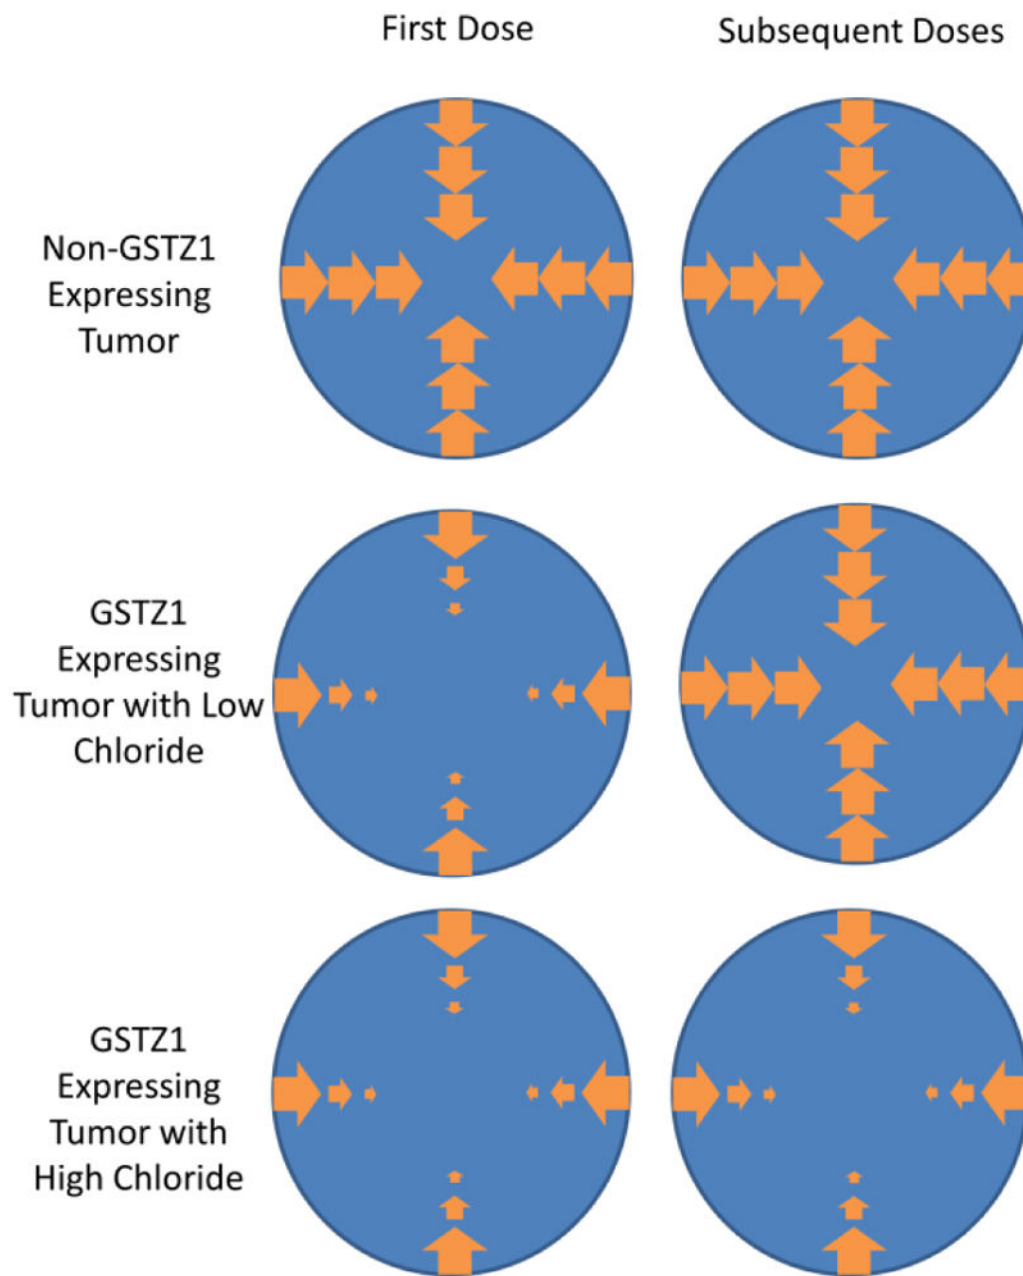 First Dose
Subsequent Doses
Non-GSTZ1
Expressing
Tumor
GSTZ1
Expressing
Tumor with Low
Chloride
GSTZ1
Expressing
Tumor with
High Chloride